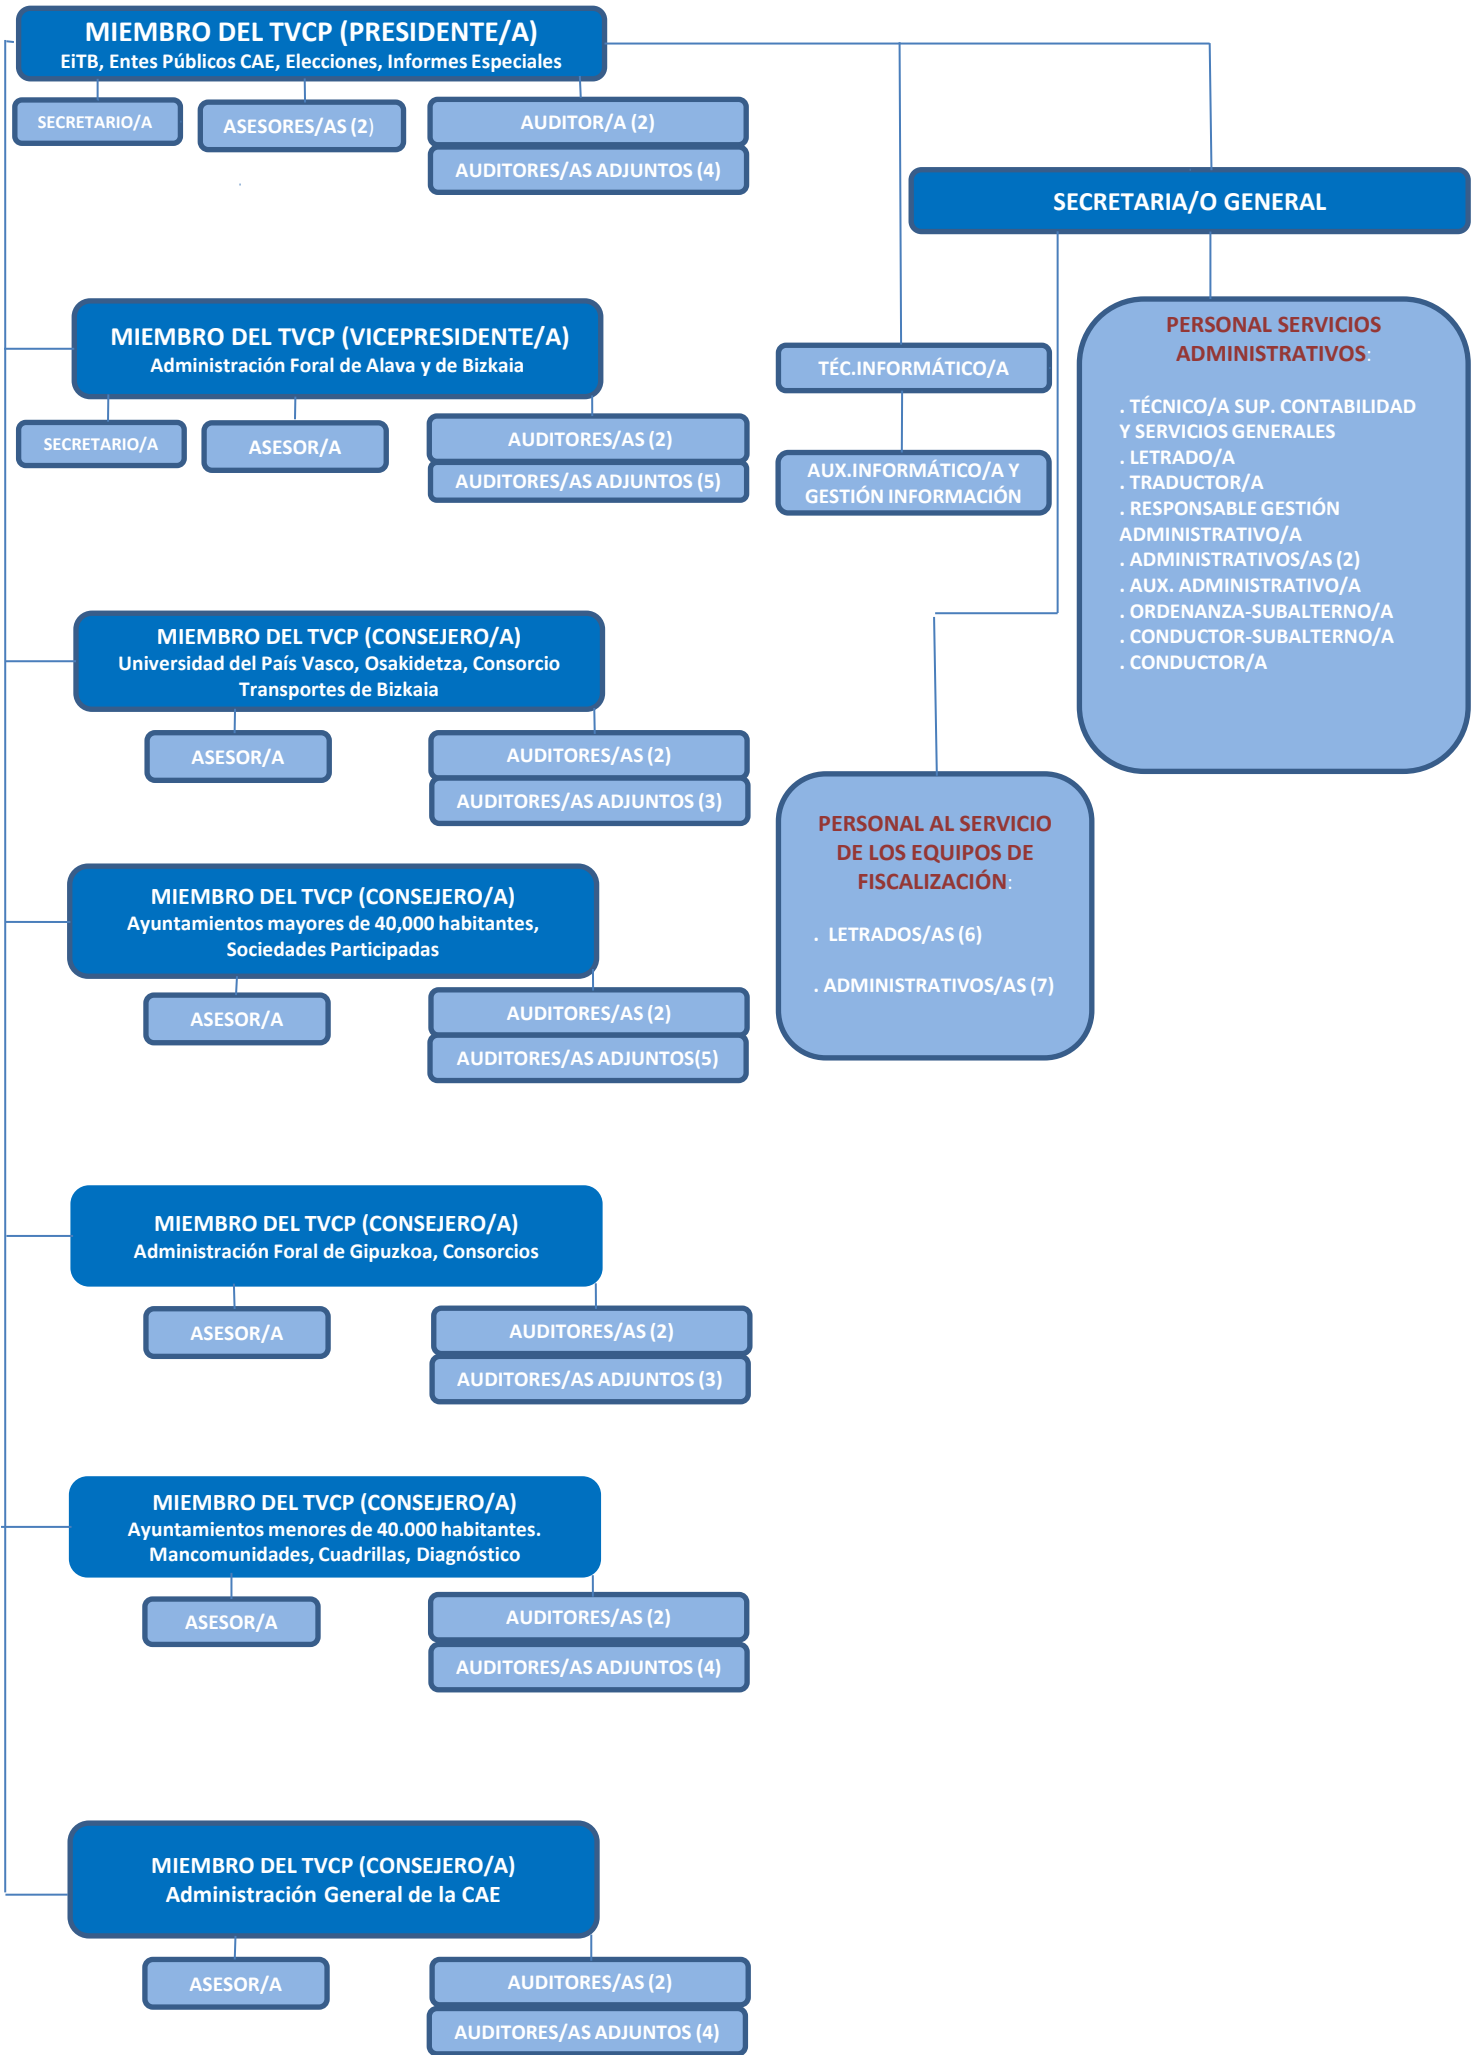 MIEMBRO DEL TVCP (PRESIDENTE/A)
EiTB, Entes Públicos CAE, Elecciones, Informes Especiales
SECRETARIO/A
ASESORES/AS (2)
AUDITOR/A (2)
AUDITORES/AS ADJUNTOS (4)
SECRETARIA/O GENERAL
MIEMBRO DEL TVCP (VICEPRESIDENTE/A)
Administración Foral de Alava y de Bizkaia
SECRETARIO/A
ASESOR/A
AUDITORES/AS (2)
AUDITORES/AS ADJUNTOS (5)
TÉC.INFORMÁTICO/A
AUX.INFORMÁTICO/A Y
GESTIÓN INFORMACIÓN
PERSONAL SERVICIOS
ADMINISTRATIVOS:
. TÉCNICO/A SUP. CONTABILIDAD
Y SERVICIOS GENERALES
. LETRADO/A
. TRADUCTOR/A
. RESPONSABLE GESTIÓN
ADMINISTRATIVO/A
. ADMINISTRATIVOS/AS (2)
. AUX. ADMINISTRATIVO/A
. ORDENANZA-SUBALTERNO/A
. CONDUCTOR-SUBALTERNO/A
. CONDUCTOR/A
MIEMBRO DEL TVCP (CONSEJERO/A)
Universidad del País Vasco, Osakidetza, Consorcio
Transportes de Bizkaia
ASESOR/A
AUDITORES/AS (2)
AUDITORES/AS ADJUNTOS (3)
PERSONAL AL SERVICIO
DE LOS EQUIPOS DE
FISCALIZACIÓN:
. LETRADOS/AS (6)
. ADMINISTRATIVOS/AS (7)
MIEMBRO DEL TVCP (CONSEJERO/A)
Ayuntamientos mayores de 40,000 habitantes,
Sociedades Participadas
ASESOR/A
AUDITORES/AS (2)
AUDITORES/AS ADJUNTOS(5)
MIEMBRO DEL TVCP (CONSEJERO/A)
Administración Foral de Gipuzkoa, Consorcios
ASESOR/A
AUDITORES/AS (2)
AUDITORES/AS ADJUNTOS (3)
MIEMBRO DEL TVCP (CONSEJERO/A)
Ayuntamientos menores de 40.000 habitantes.
Mancomunidades, Cuadrillas, Diagnóstico
ASESOR/A
AUDITORES/AS (2)
AUDITORES/AS ADJUNTOS (4)
MIEMBRO DEL TVCP (CONSEJERO/A)
Administración General de la CAE
ASESOR/A
AUDITORES/AS (2)
AUDITORES/AS ADJUNTOS (4)